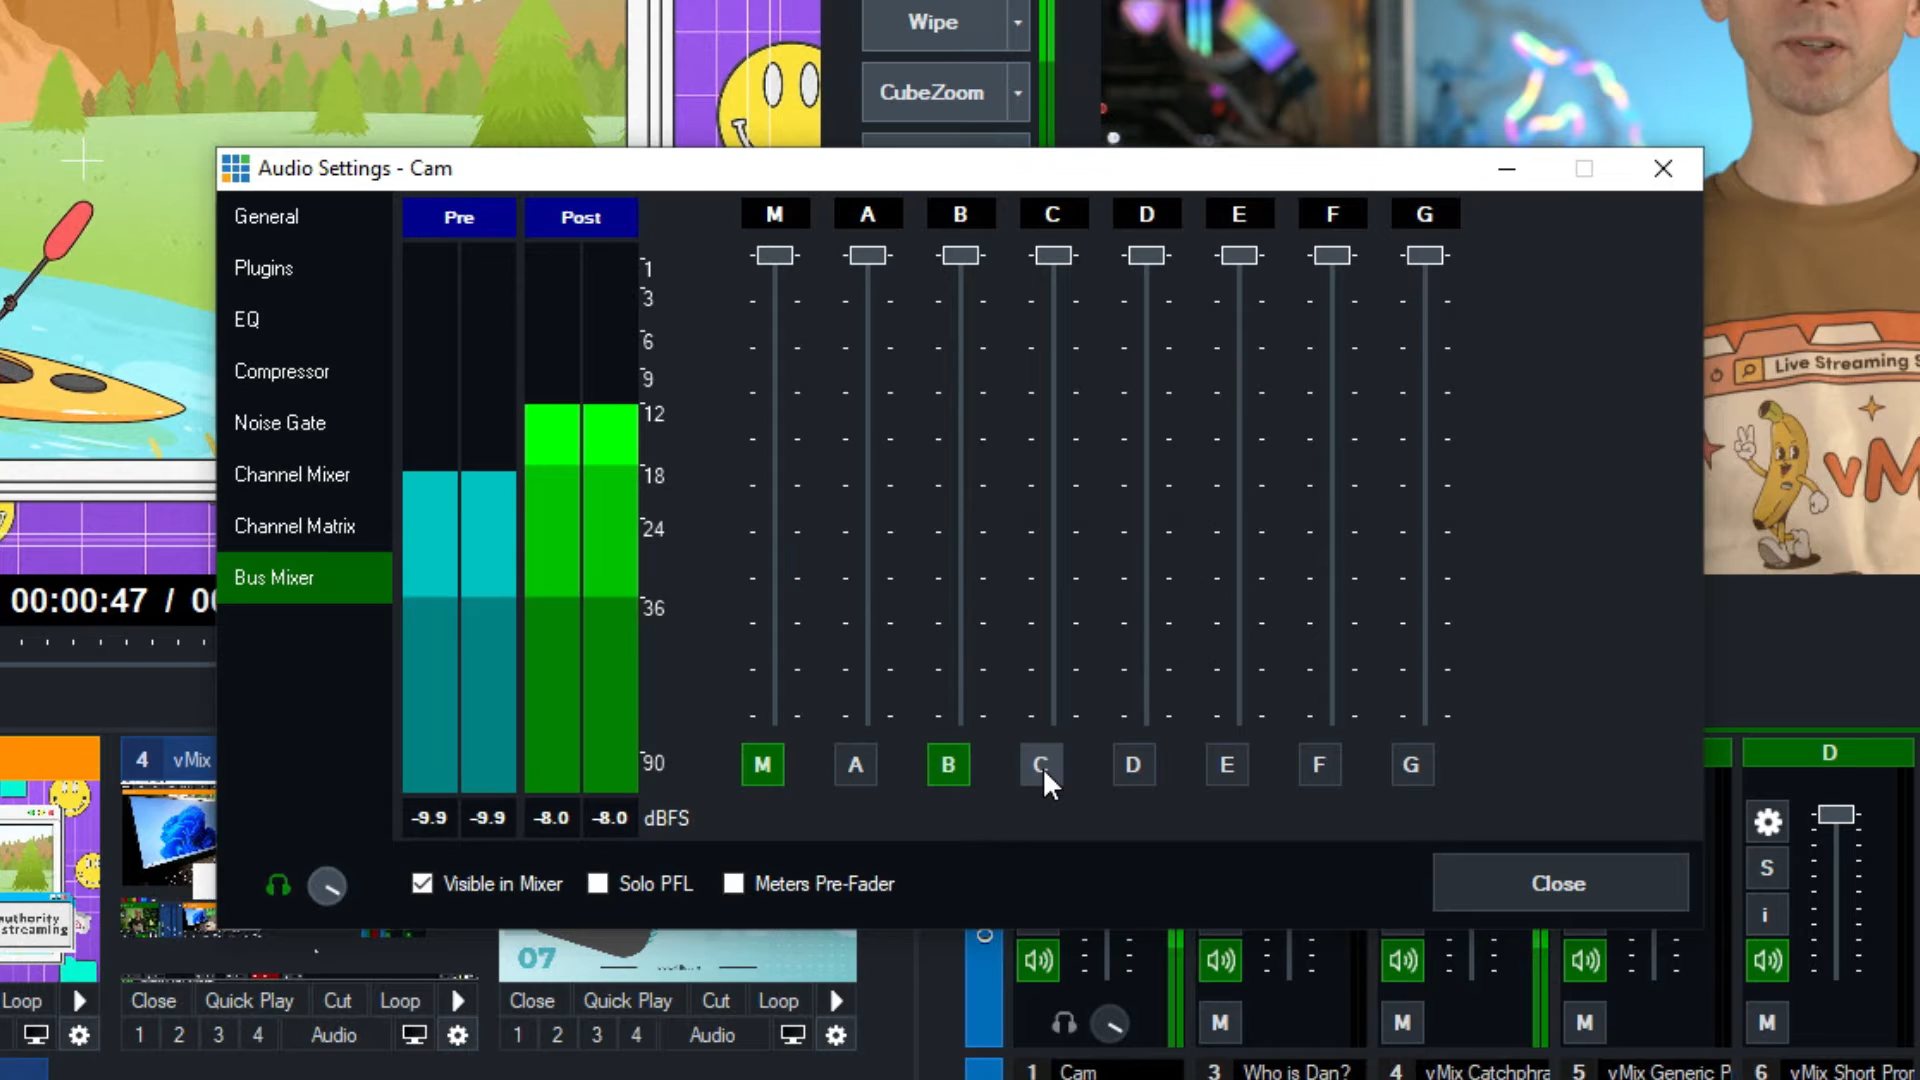 Wipe
CubeZoom
Audio Settings - Cam
General
Plugins
EQ
Compressor
Noise Gate
Channel Mixer
Channel Matrix
Bus Mixer
Pre Post
1
3
6
9
12
18
24
36
90
M A B C D E F G
M A B C D E F G
-9.9 -9.9 -8.0 -8.0 dBFS
Visible in Mixer Solo PFL Meters Pre-Fader
Close
Live Streaming S
vM
00:00:47 / 00
4 vMix
authority
streaming
07
D
S
i
Loop Close Quick Play Cut Loop Close Quick Play Cut Loop
1 2 3 4 Audio 1 2 3 4 Audio
M M M M
1 Cam 3 Who is Dan? 4 vMix Catchphra 5 vMix Generic P 6 vMix Short Pror